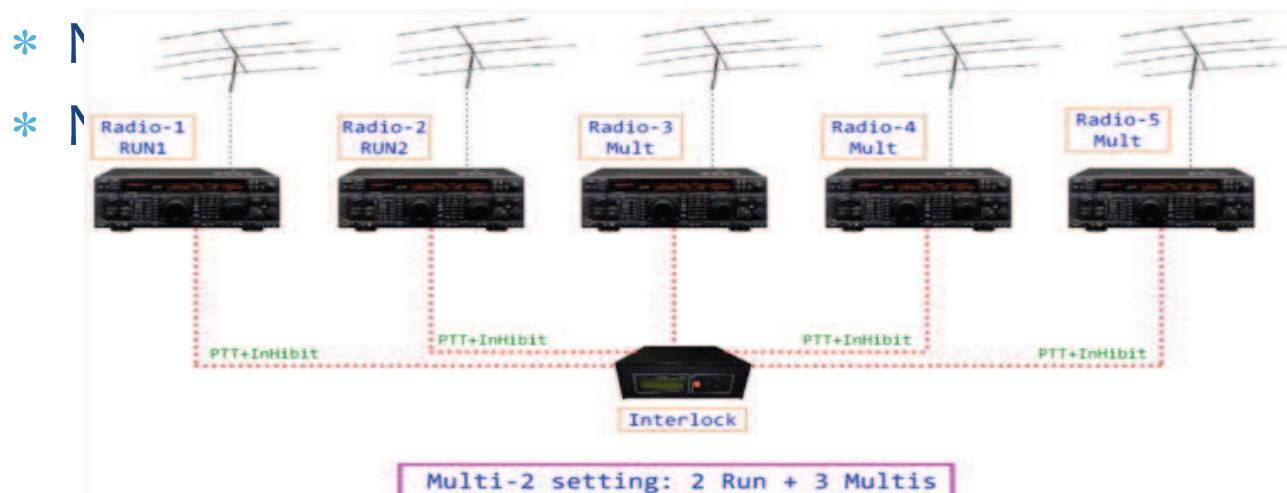 Radio-1
RUN1
Radio-2
RUN2
Radio-3
Mult
Radio-4
Mult
Radio-5
Mult
PTT+InHibit
PTT+InHibit
PTT+InHibit
PTT+InHibit
Interlock
Multi-2 setting: 2 Run + 3 Multis